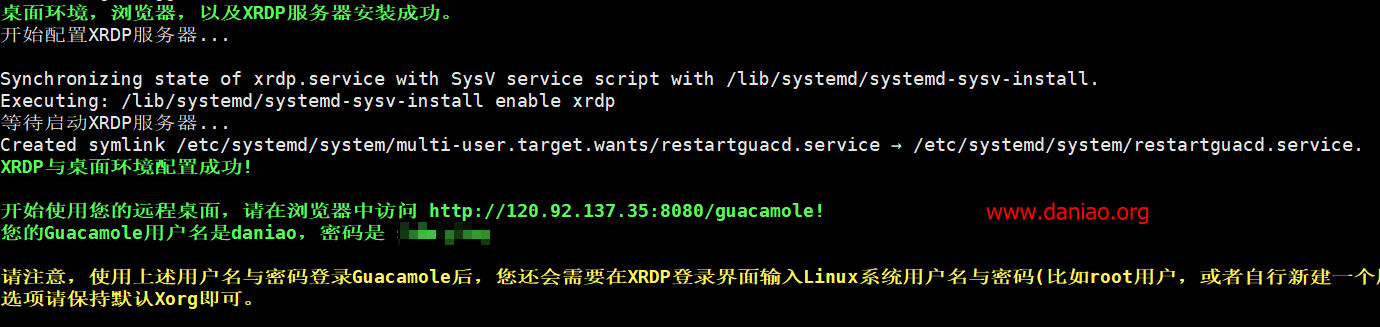 桌面环境，浏览器，以及XRDP服务器安装成功。
开始配置XRDP服务器...
Synchronizing state of xrdp.service with SysV service script with /lib/systemd/systemd-sysv-install.
Executing: /lib/systemd/systemd-sysv-install enable xrdp
等待启动XRDP服务器...
Created symlink /etc/systemd/system/multi-user.target.wants/restartguacd.service → /etc/systemd/system/restartguacd.service.
XRDP与桌面环境配置成功!
开始使用您的远程桌面，请在浏览器中访问 http://120.92.137.35:8080/guacamole!
www.daniao.org
您的Guacamole用户名是daniao，密码是
请注意，使用上述用户名与密码登录Guacamole后，您还会需要在XRDP登录界面输入Linux系统用户名与密码(比如root用户，或者自行新建一个
选项请保持默认Xorg即可。